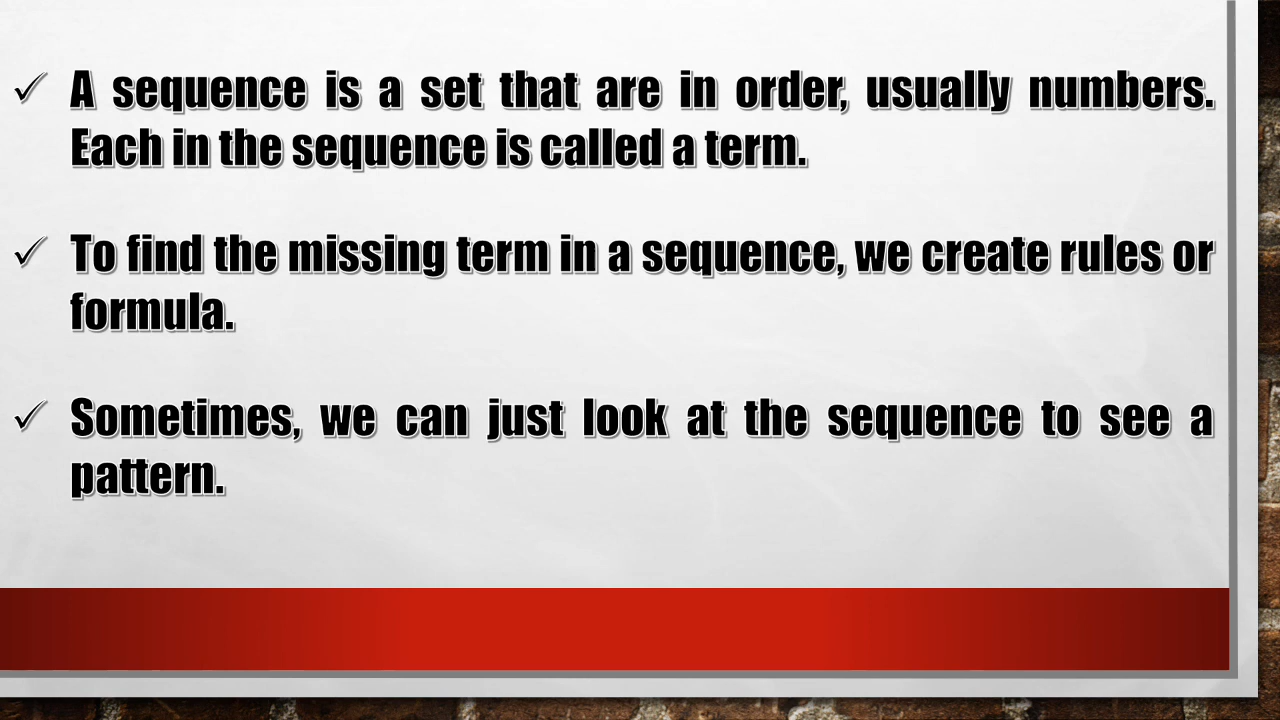 ✓ A sequence is a set that are in order, usually numbers.
Each in the sequence is called a term.
✓ To find the missing term in a sequence, we create rules or
formula.
✓ Sometimes, we can just look at the sequence to see a
pattern.